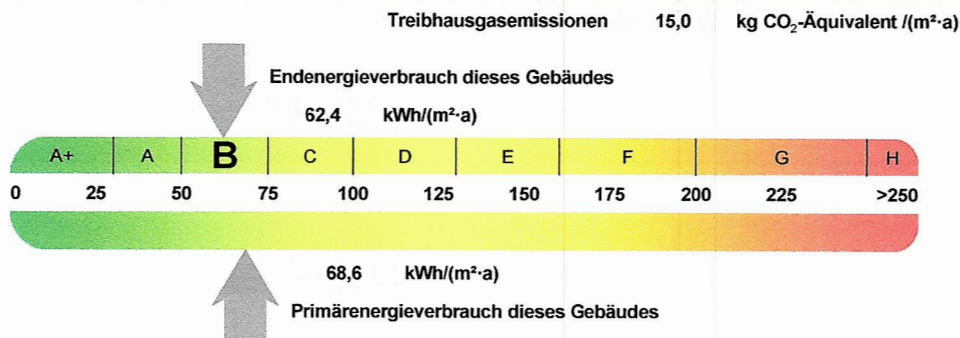 Treibhausgasemissionen 15,0 kg CO₂-Äquivalent /(m²·a)
Endenergieverbrauch dieses Gebäudes
62,4 kWh/(m²·a)
A+ A B C D E F G H
0 25 50 75 100 125 150 175 200 225 >250
68,6 kWh/(m²·a)
Primärenergieverbrauch dieses Gebäudes